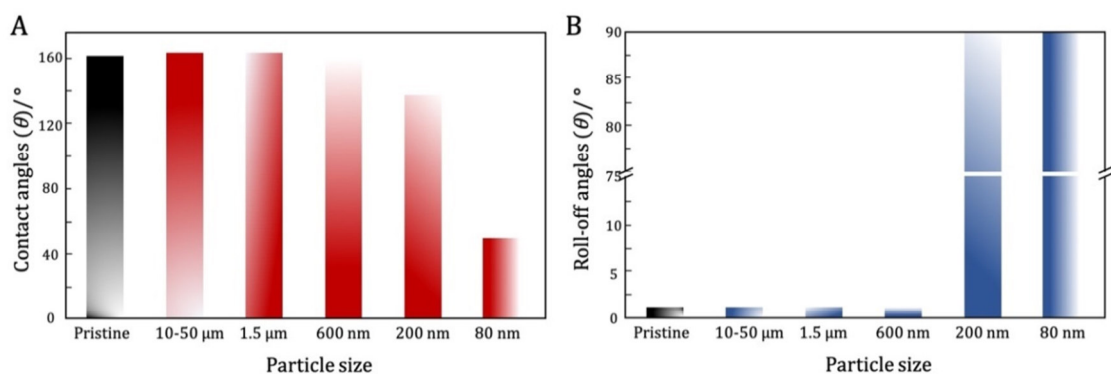 A
Contact angles (θ)/ °
160
120
80
40
0
Pristine 10-50 µm 1.5 µm 600 nm 200 nm 80 nm
Particle size
B
Roll-off angles (θ)/ °
90
85
80
75
10
5
0
Pristine 10-50 µm 1.5 µm 600 nm 200 nm 80 nm
Particle size